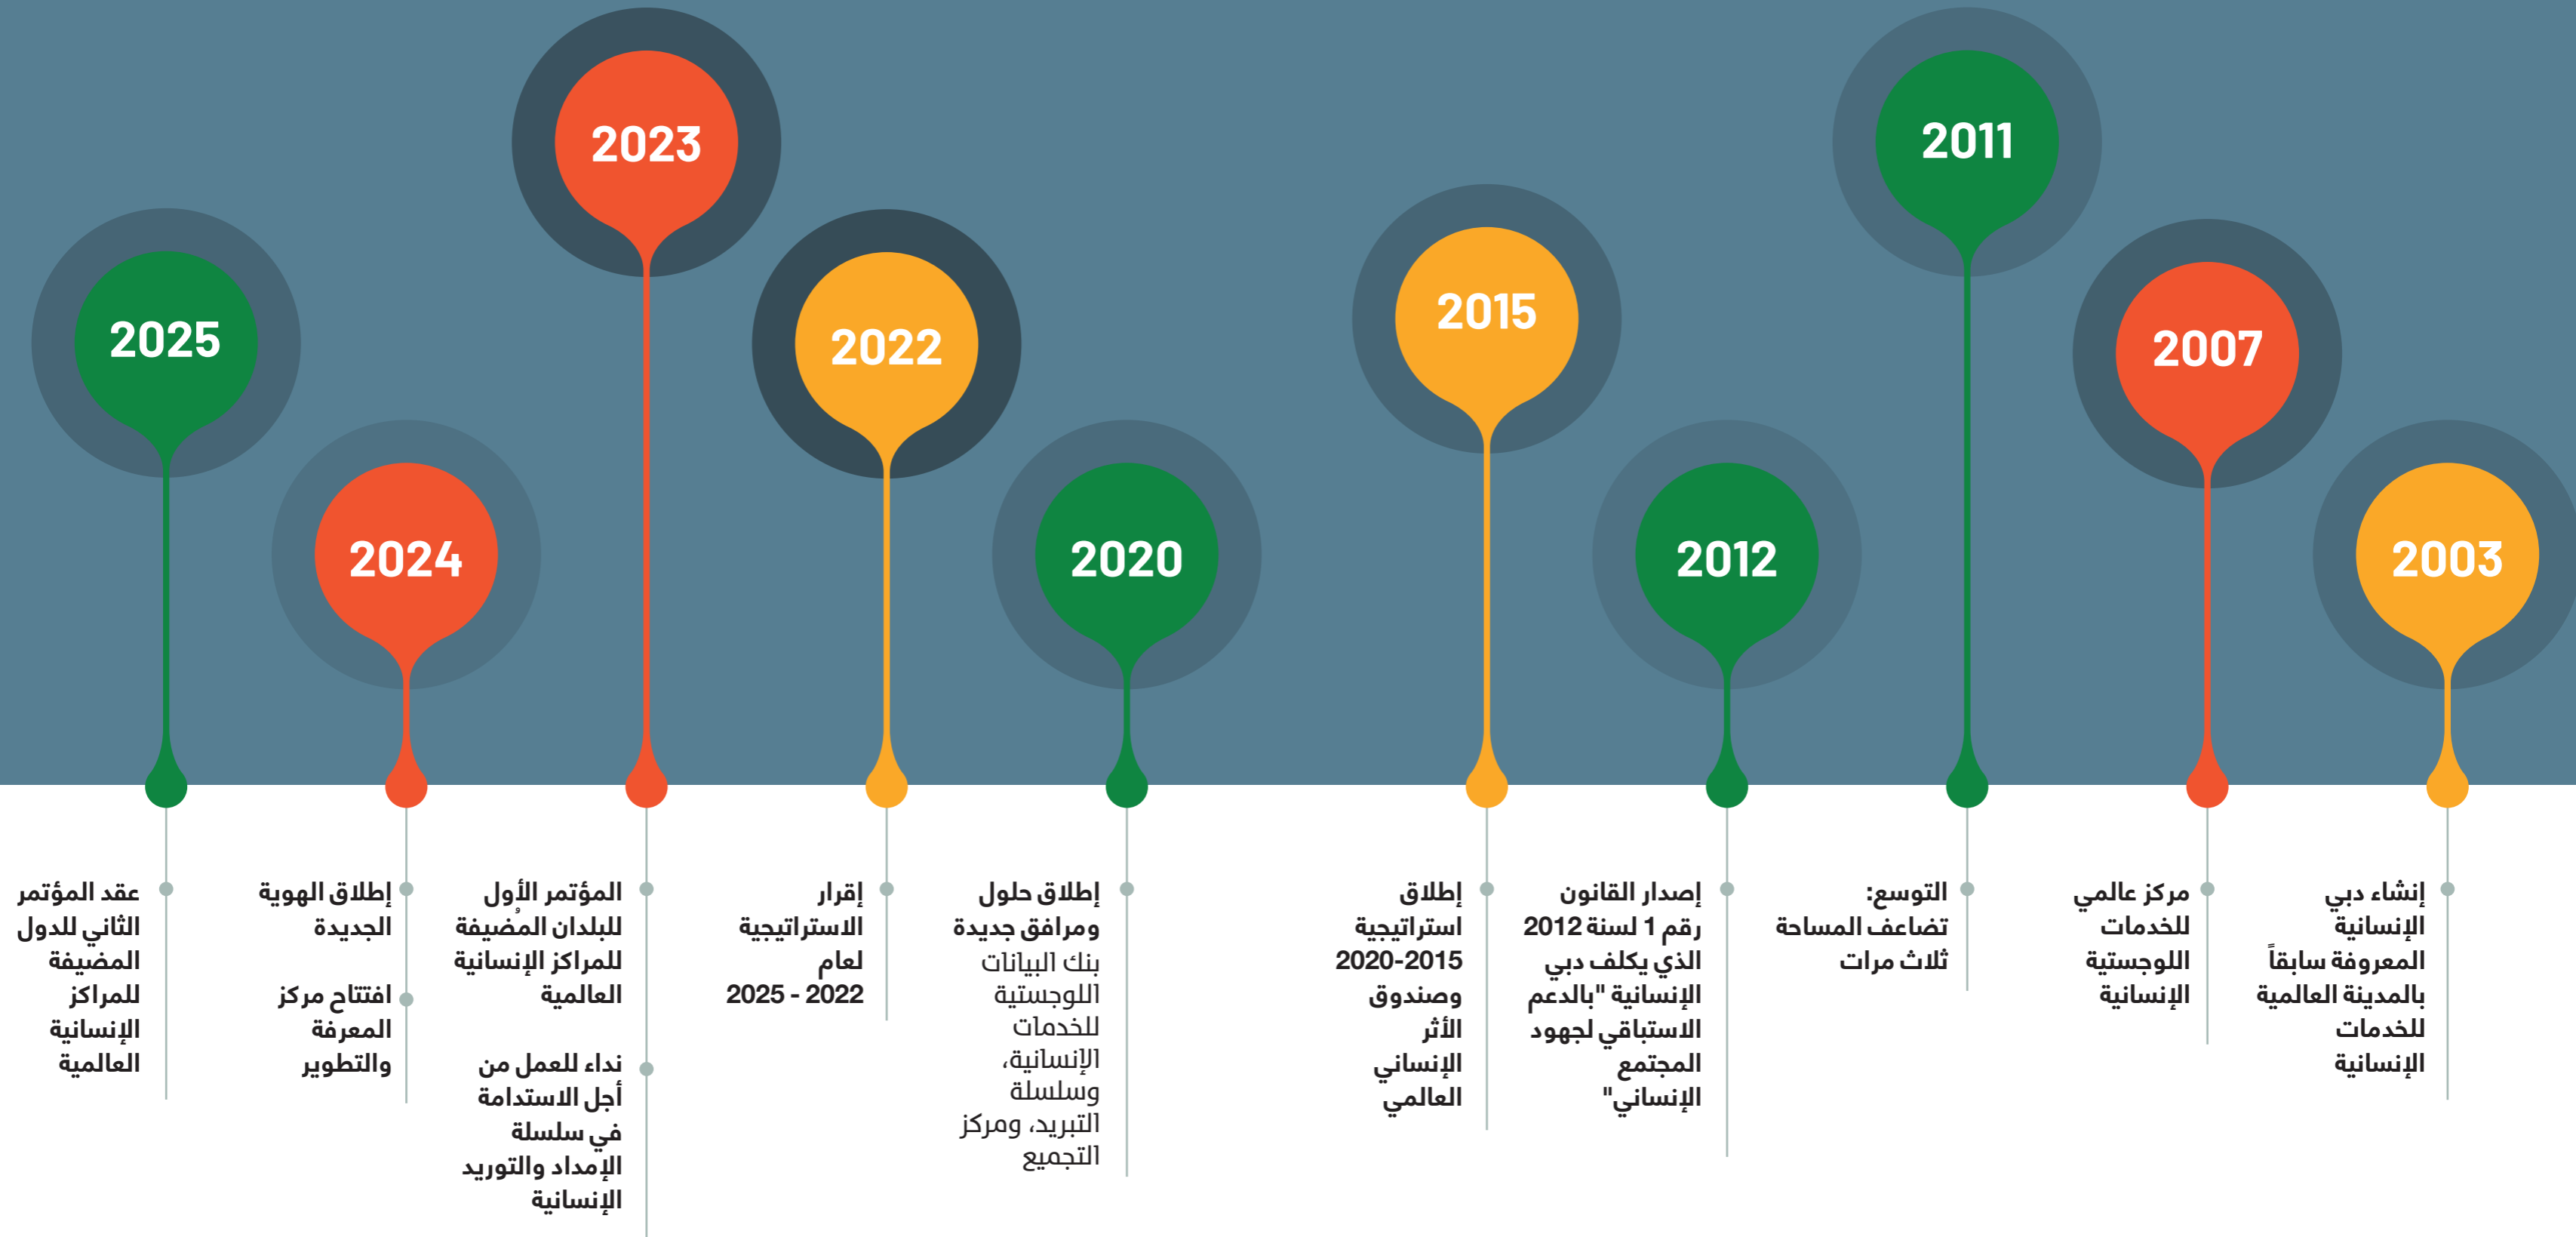 2003
إنشاء دبي
الإنسانية
المعروفة سابقاً
بالمدينة العالمية
للخدمات
الإنسانية
2007
مركز عالمي
للخدمات
اللوجستية
الإنسانية
2011
التوسع:
تضاعف المساحة
ثلاث مرات
2012
إصدار القانون
رقم 1 لسنة 2012
الذي يكلف دبي
الإنسانية "بالدعم
الاستباقي لجهود
المجتمع
الإنساني"
2015
إطلاق
استراتيجية
2020-2015
وصندوق
الأثر
الإنساني
العالمي
2020
إطلاق حلول
ومرافق جديدة
بنك البيانات
اللوجستية
للخدمات
الإنسانية،
وسلسلة
التبريد، ومركز
التجميع
2022
إقرار
الاستراتيجية
لعام
2025 - 2022
2023
المؤتمر الأول
للبلدان المُضيفة
للمراكز الإنسانية
العالمية
نداء للعمل من
أجل الاستدامة
في سلسلة
الإمداد والتوريد
الإنسانية
2024
إطلاق الهوية
الجديدة
افتتاح مركز
المعرفة
والتطوير
2025
عقد المؤتمر
الثاني للدول
المضيفة
للمراكز
الإنسانية
العالمية